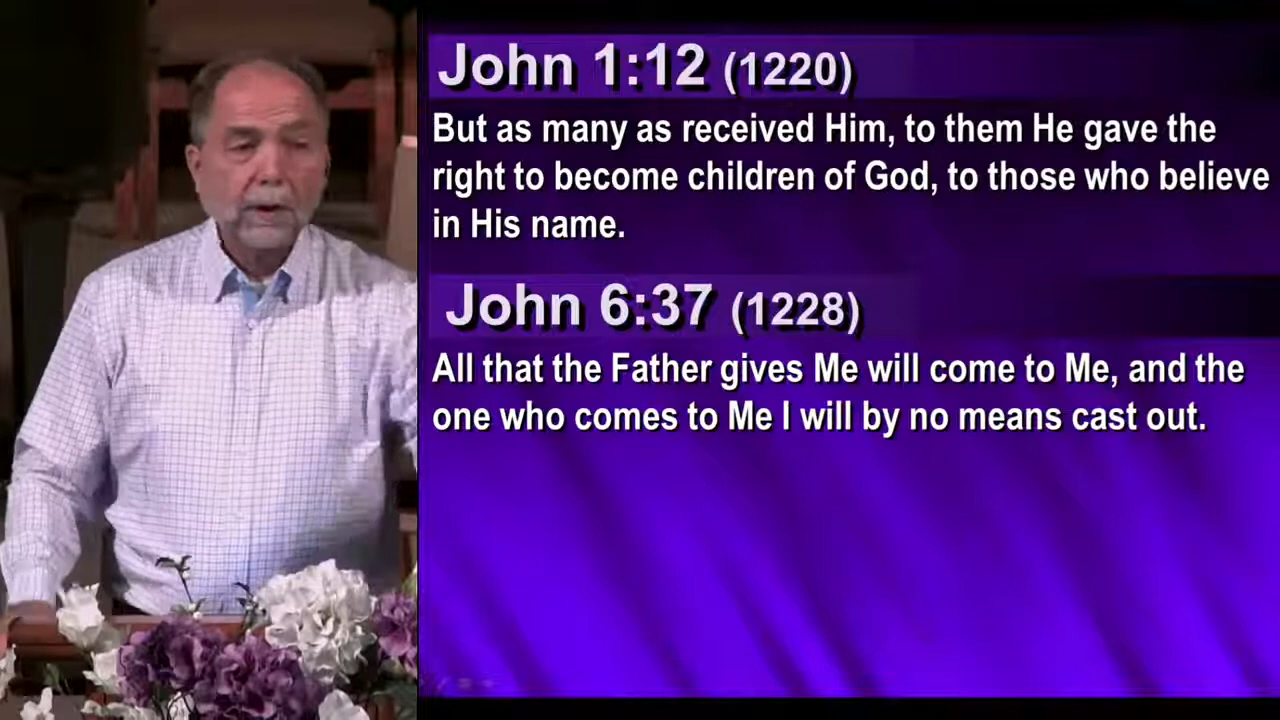 John 1:12 (1220)
But as many as received Him, to them He gave the
right to become children of God, to those who believe
in His name.
John 6:37 (1228)
All that the Father gives Me will come to Me, and the
one who comes to Me I will by no means cast out.